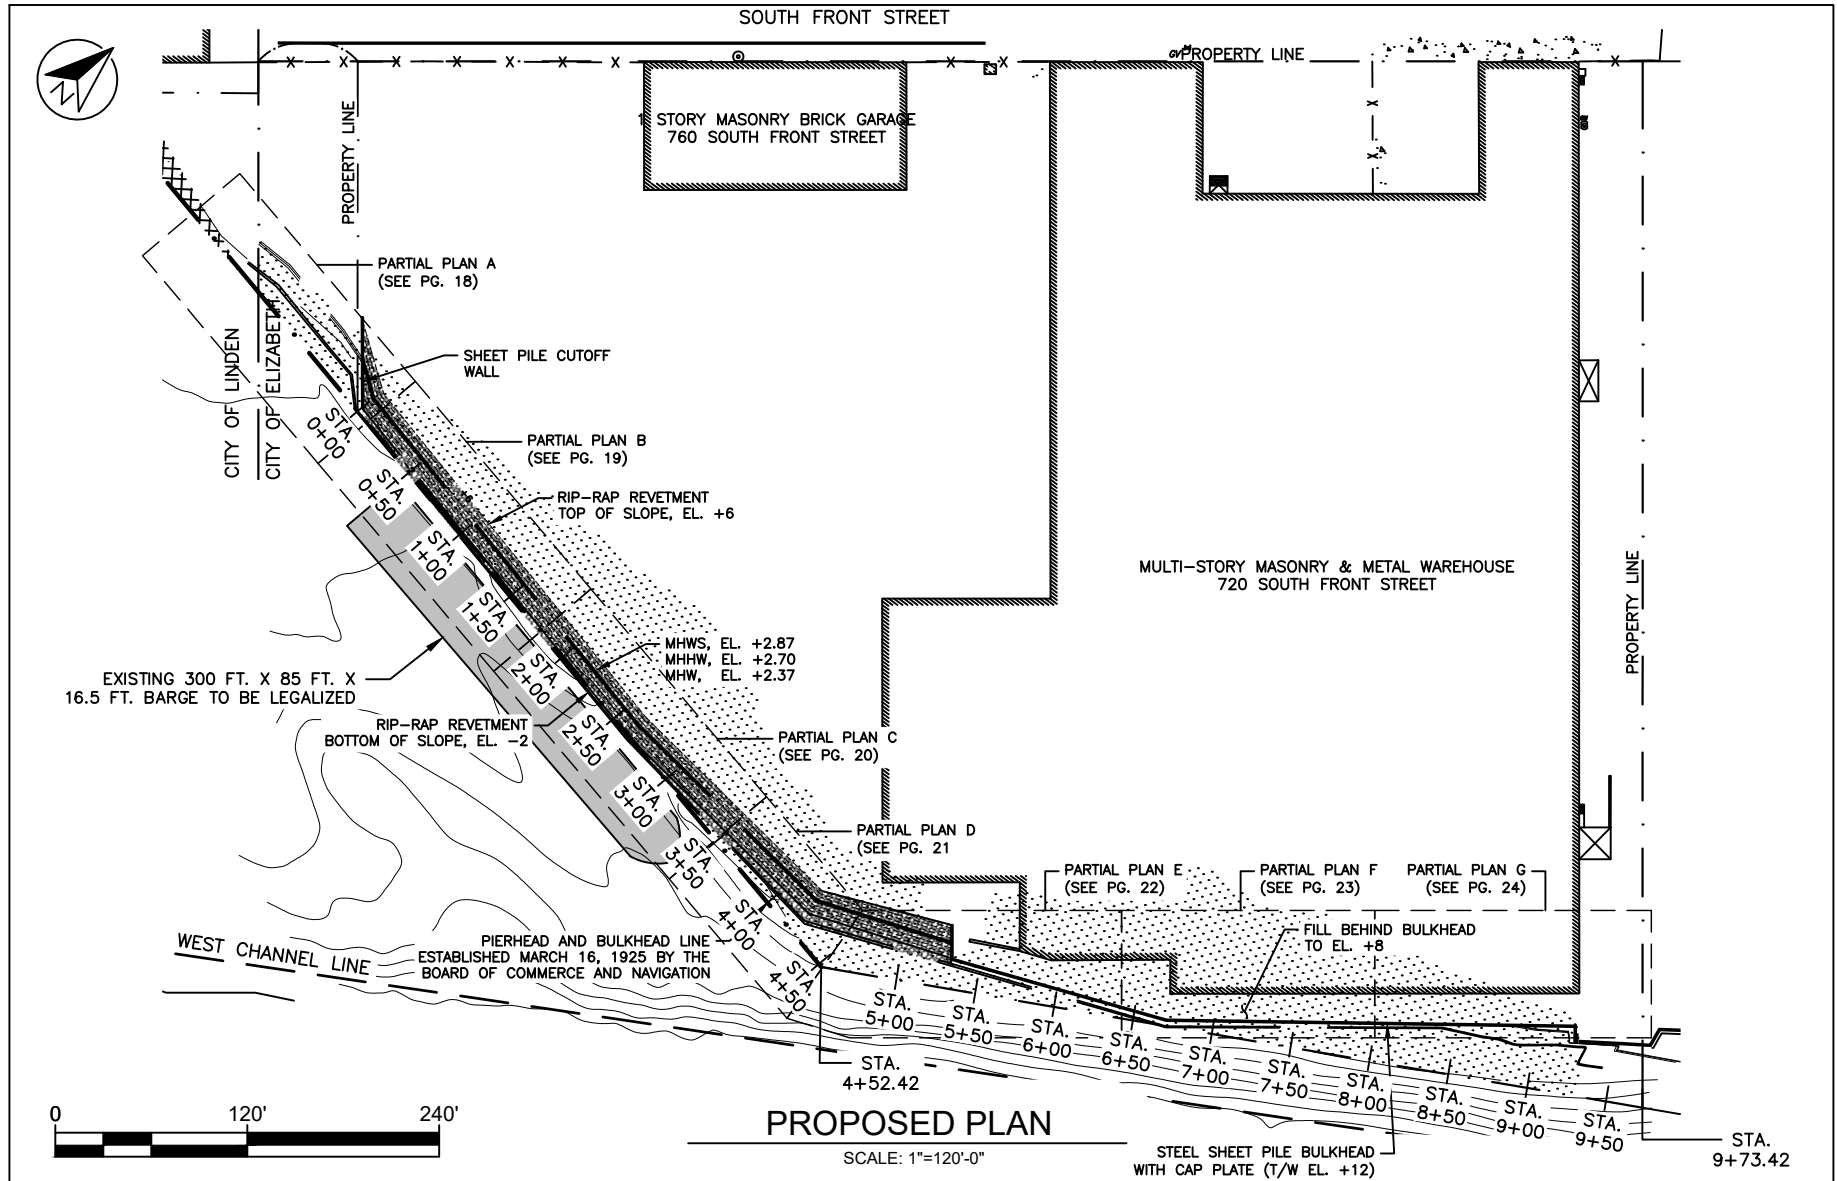 SOUTH FRONT STREET
N
GV
PROPERTY LINE
PROPERTY LINE
1 STORY MASONRY BRICK GARAGE
760 SOUTH FRONT STREET
PARTIAL PLAN A
(SEE PG. 18)
SHEET PILE CUTOFF
WALL
CITY OF LINDEN
CITY OF ELIZABETH
PARTIAL PLAN B
(SEE PG. 19)
RIP-RAP REVETMENT
TOP OF SLOPE, EL. +6
MULTI-STORY MASONRY & METAL WAREHOUSE
720 SOUTH FRONT STREET
PROPERTY LINE
MHWS, EL. +2.87
MHHW, EL. +2.70
MHW, EL. +2.37
EXISTING 300 FT. X 85 FT. X
16.5 FT. BARGE TO BE LEGALIZED
RIP-RAP REVETMENT
BOTTOM OF SLOPE, EL. -2
PARTIAL PLAN C
(SEE PG. 20)
PARTIAL PLAN D
(SEE PG. 21
PARTIAL PLAN E
(SEE PG. 22)
PARTIAL PLAN F
(SEE PG. 23)
PARTIAL PLAN G
(SEE PG. 24)
FILL BEHIND BULKHEAD
TO EL. +8
WEST CHANNEL LINE
PIERHEAD AND BULKHEAD LINE
ESTABLISHED MARCH 16, 1925 BY THE
BOARD OF COMMERCE AND NAVIGATION
STA.
0+00
STA.
0+50
STA.
1+00
STA.
1+50
STA.
2+00
STA.
2+50
STA.
3+00
STA.
3+50
STA.
4+00
STA.
4+50
STA.
4+52.42
STA.
5+00
STA.
5+50
STA.
6+00
STA.
6+50
STA.
7+00
STA.
7+50
STA.
8+00
STA.
8+50
STA.
9+00
STA.
9+50
STA.
9+73.42
STEEL SHEET PILE BULKHEAD
WITH CAP PLATE (T/W EL. +12)
0 120' 240'
PROPOSED PLAN
SCALE: 1"=120'-0"